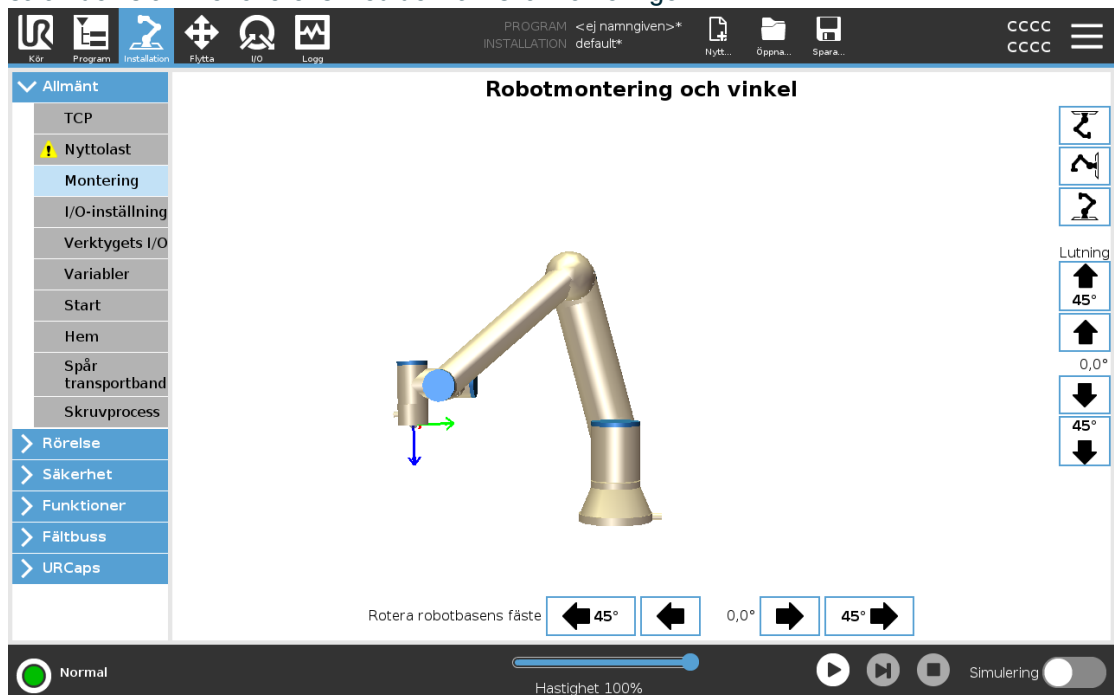 PROGRAM <ej namngiven>*
INSTALLATION default*
Nytt...
Öppna...
Spara...
CCCC
CCCC
UR
Kör
Program
Installation
Flytta
I/O
Logg
Allmänt
TCP
Nyttolast
Montering
I/O-inställning
Verktygets I/O
Variabler
Start
Hem
Spår
transportband
Skruvprocess
Rörelse
Säkerhet
Funktioner
Fältbuss
URCaps
Robotmontering och vinkel
Lutning
45°
0,0°
45°
Rotera robotbasens fäste
45°
0,0°
45°
Normal
Hastighet 100%
Simulering